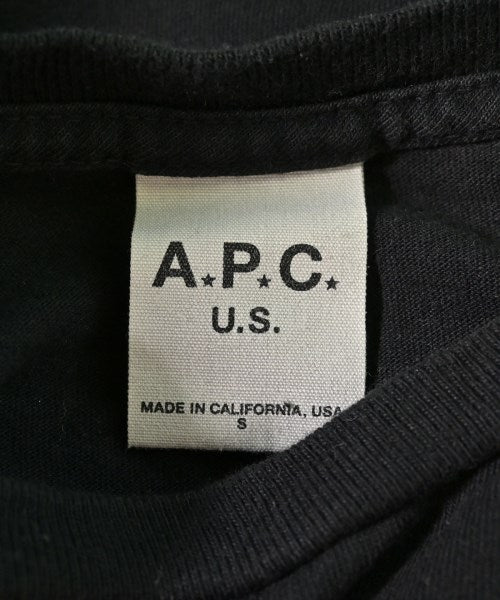 A.★P.★C.★
U.S.
MADE IN CALIFORNIA, USA
S